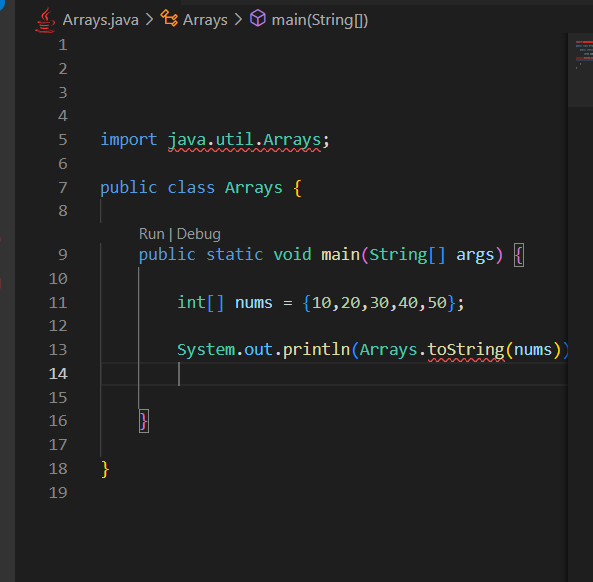 Arrays.java > Arrays > main(String[])
1
2
3
4
5 import java.util.Arrays;
6
7 public class Arrays {
8
Run | Debug
9 public static void main(String[] args) {
10
11 int[] nums = {10,20,30,40,50};
12
13 System.out.println(Arrays.toString(nums))
14
15
16 }
17
18 }
19